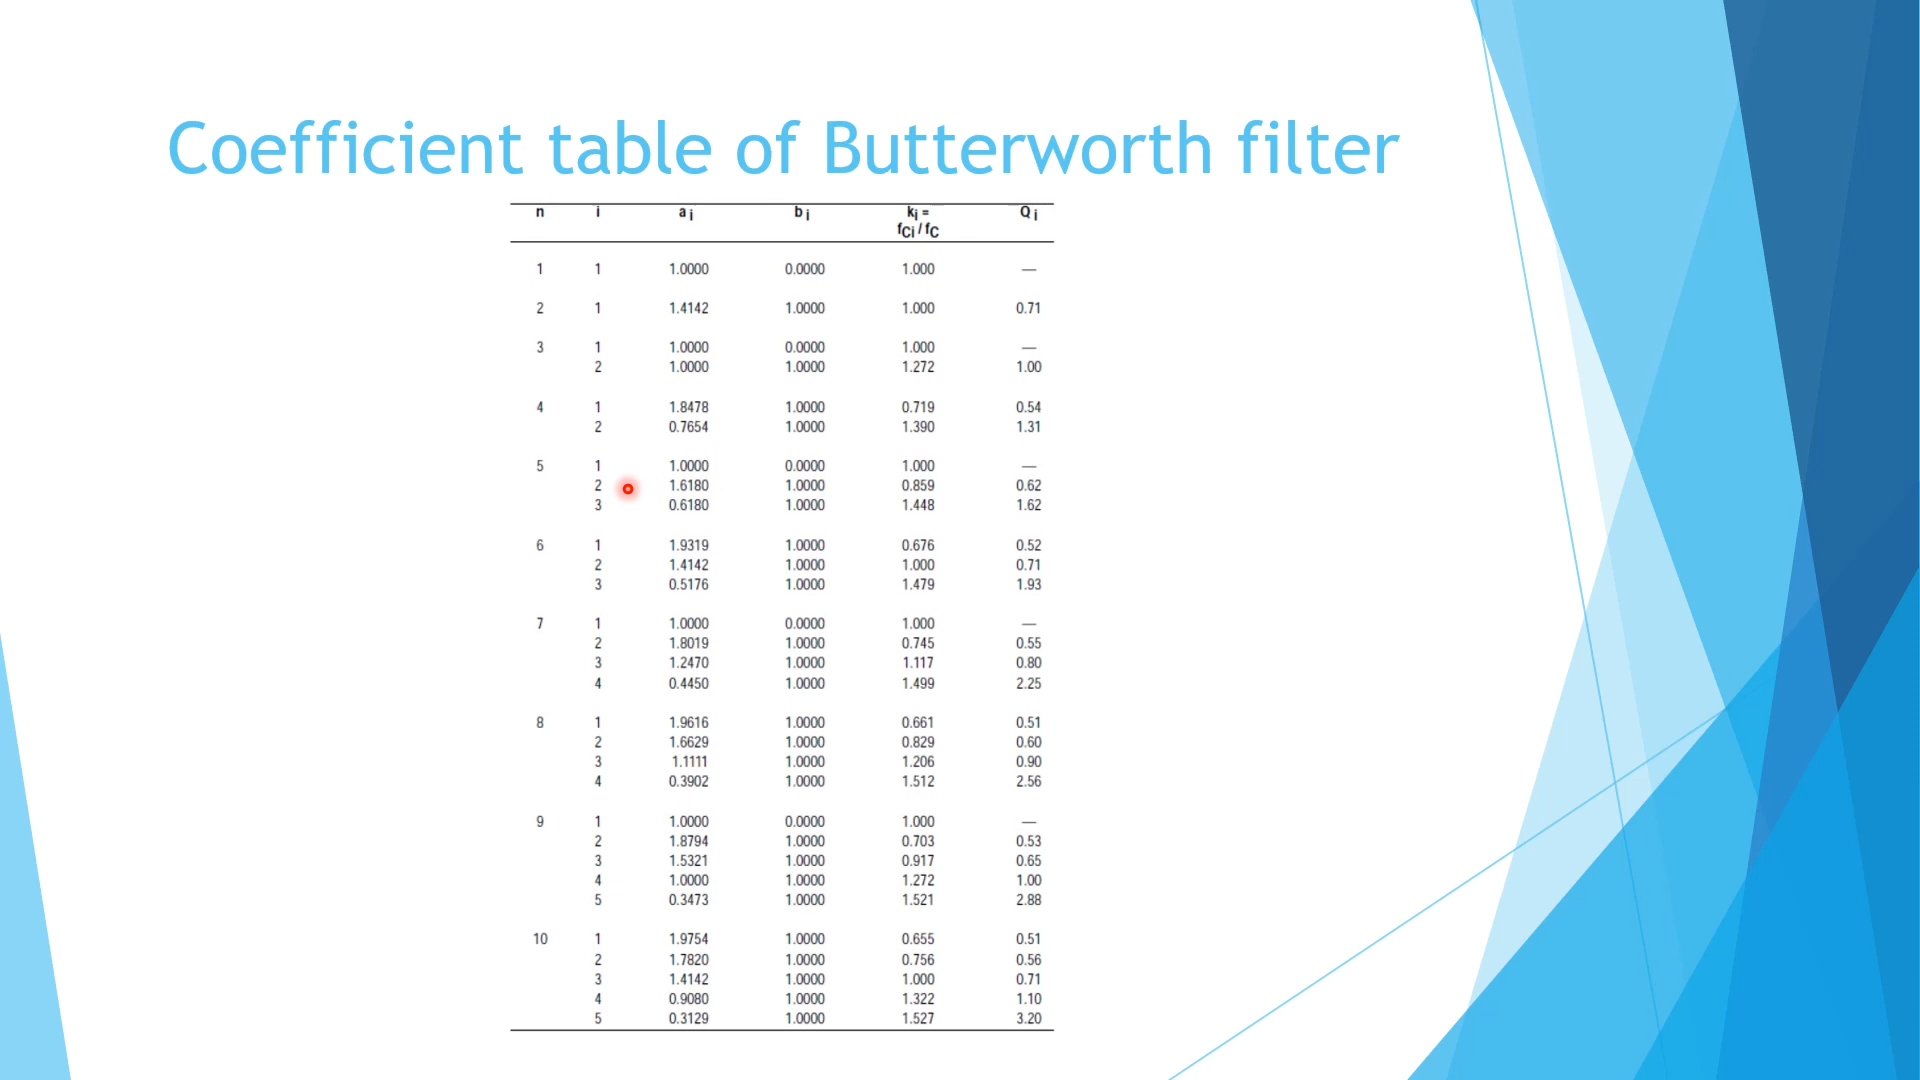 Coefficient table of Butterworth filter
n i ai bi ki = Qi
fCi / fC
1 1 1.0000 0.0000 1.000 —
2 1 1.4142 1.0000 1.000 0.71
3 1 1.0000 0.0000 1.000 —
2 1.0000 1.0000 1.272 1.00
4 1 1.8478 1.0000 0.719 0.54
2 0.7654 1.0000 1.390 1.31
5 1 1.0000 0.0000 1.000 —
2 1.6180 1.0000 0.859 0.62
3 0.6180 1.0000 1.448 1.62
6 1 1.9319 1.0000 0.676 0.52
2 1.4142 1.0000 1.000 0.71
3 0.5176 1.0000 1.479 1.93
7 1 1.0000 0.0000 1.000 —
2 1.8019 1.0000 0.745 0.55
3 1.2470 1.0000 1.117 0.80
4 0.4450 1.0000 1.499 2.25
8 1 1.9616 1.0000 0.661 0.51
2 1.6629 1.0000 0.829 0.60
3 1.1111 1.0000 1.206 0.90
4 0.3902 1.0000 1.512 2.56
9 1 1.0000 0.0000 1.000 —
2 1.8794 1.0000 0.703 0.53
3 1.5321 1.0000 0.917 0.65
4 1.0000 1.0000 1.272 1.00
5 0.3473 1.0000 1.521 2.88
10 1 1.9754 1.0000 0.655 0.51
2 1.7820 1.0000 0.756 0.56
3 1.4142 1.0000 1.000 0.71
4 0.9080 1.0000 1.322 1.10
5 0.3129 1.0000 1.527 3.20